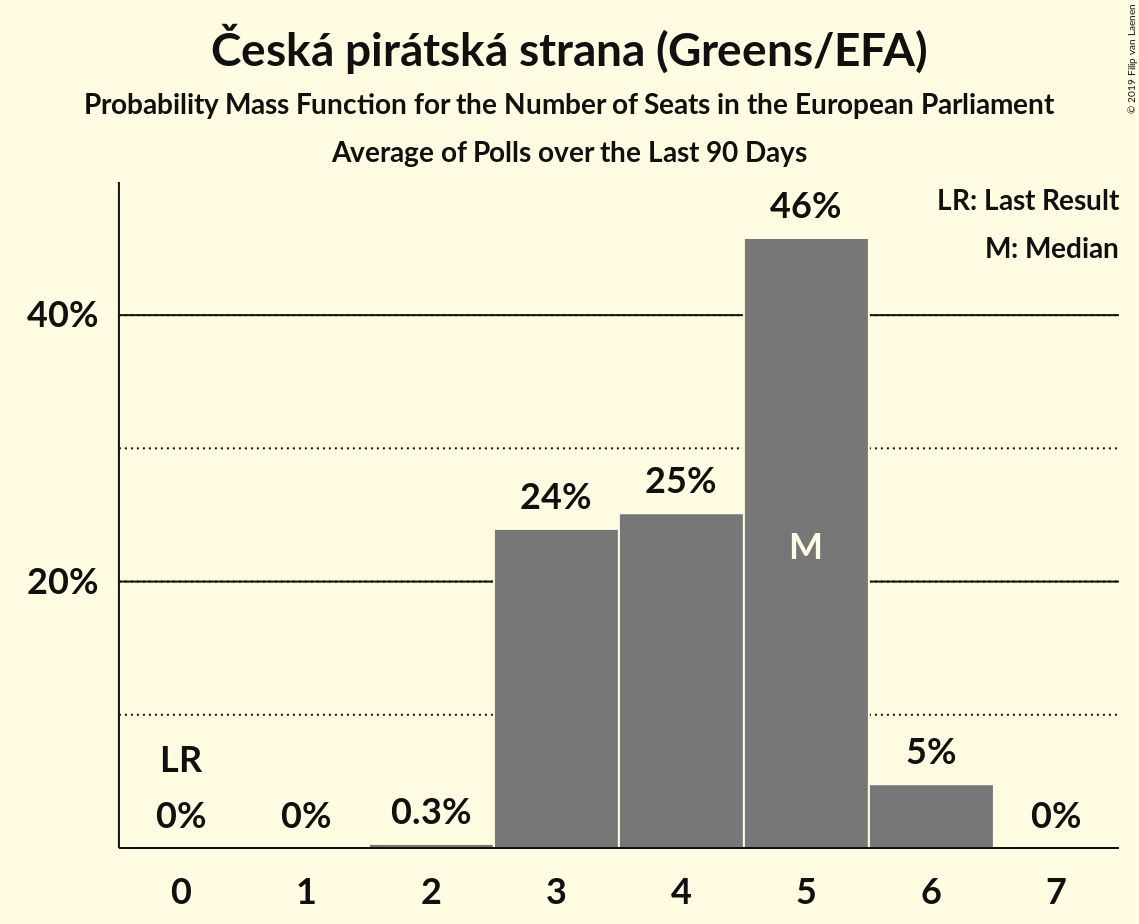 Česká pirátská strana (Greens/EFA)
Probability Mass Function for the Number of Seats in the European Parliament
Average of Polls over the Last 90 Days
© 2019 Filip van Laenen
LR: Last Result
M: Median
46%
40%
25%
24%
M
20%
LR
5%
0% 0% 0.3% 0%
0 1 2 3 4 5 6 7